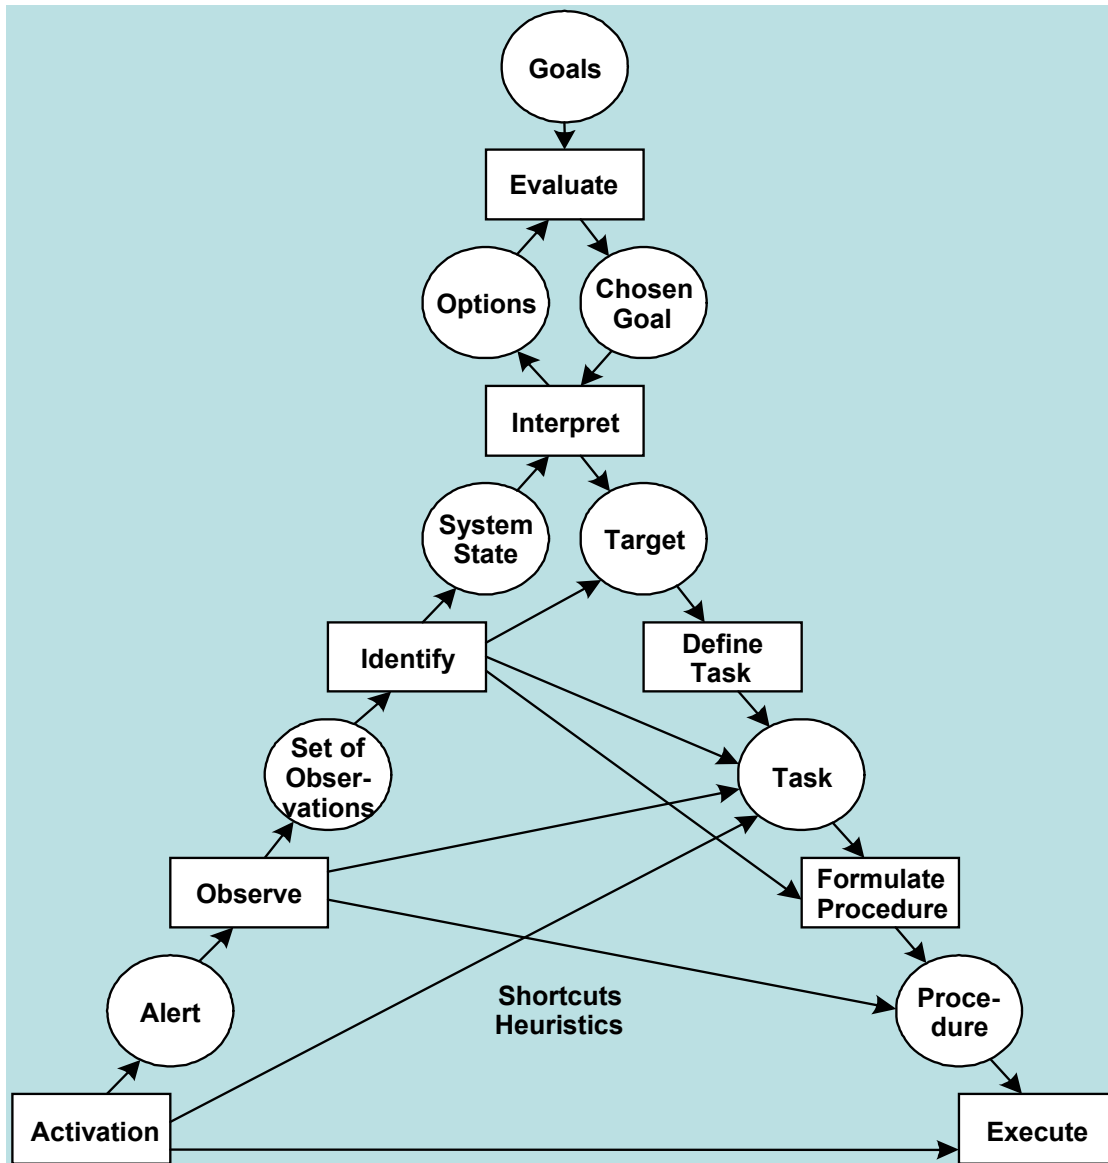 Goals
Evaluate
Options
Chosen
Goal
Interpret
System
State
Target
Identify
Define
Task
Set of
Obser-
vations
Task
Observe
Formulate
Procedure
Alert
Shortcuts
Heuristics
Proce-
dure
Activation
Execute